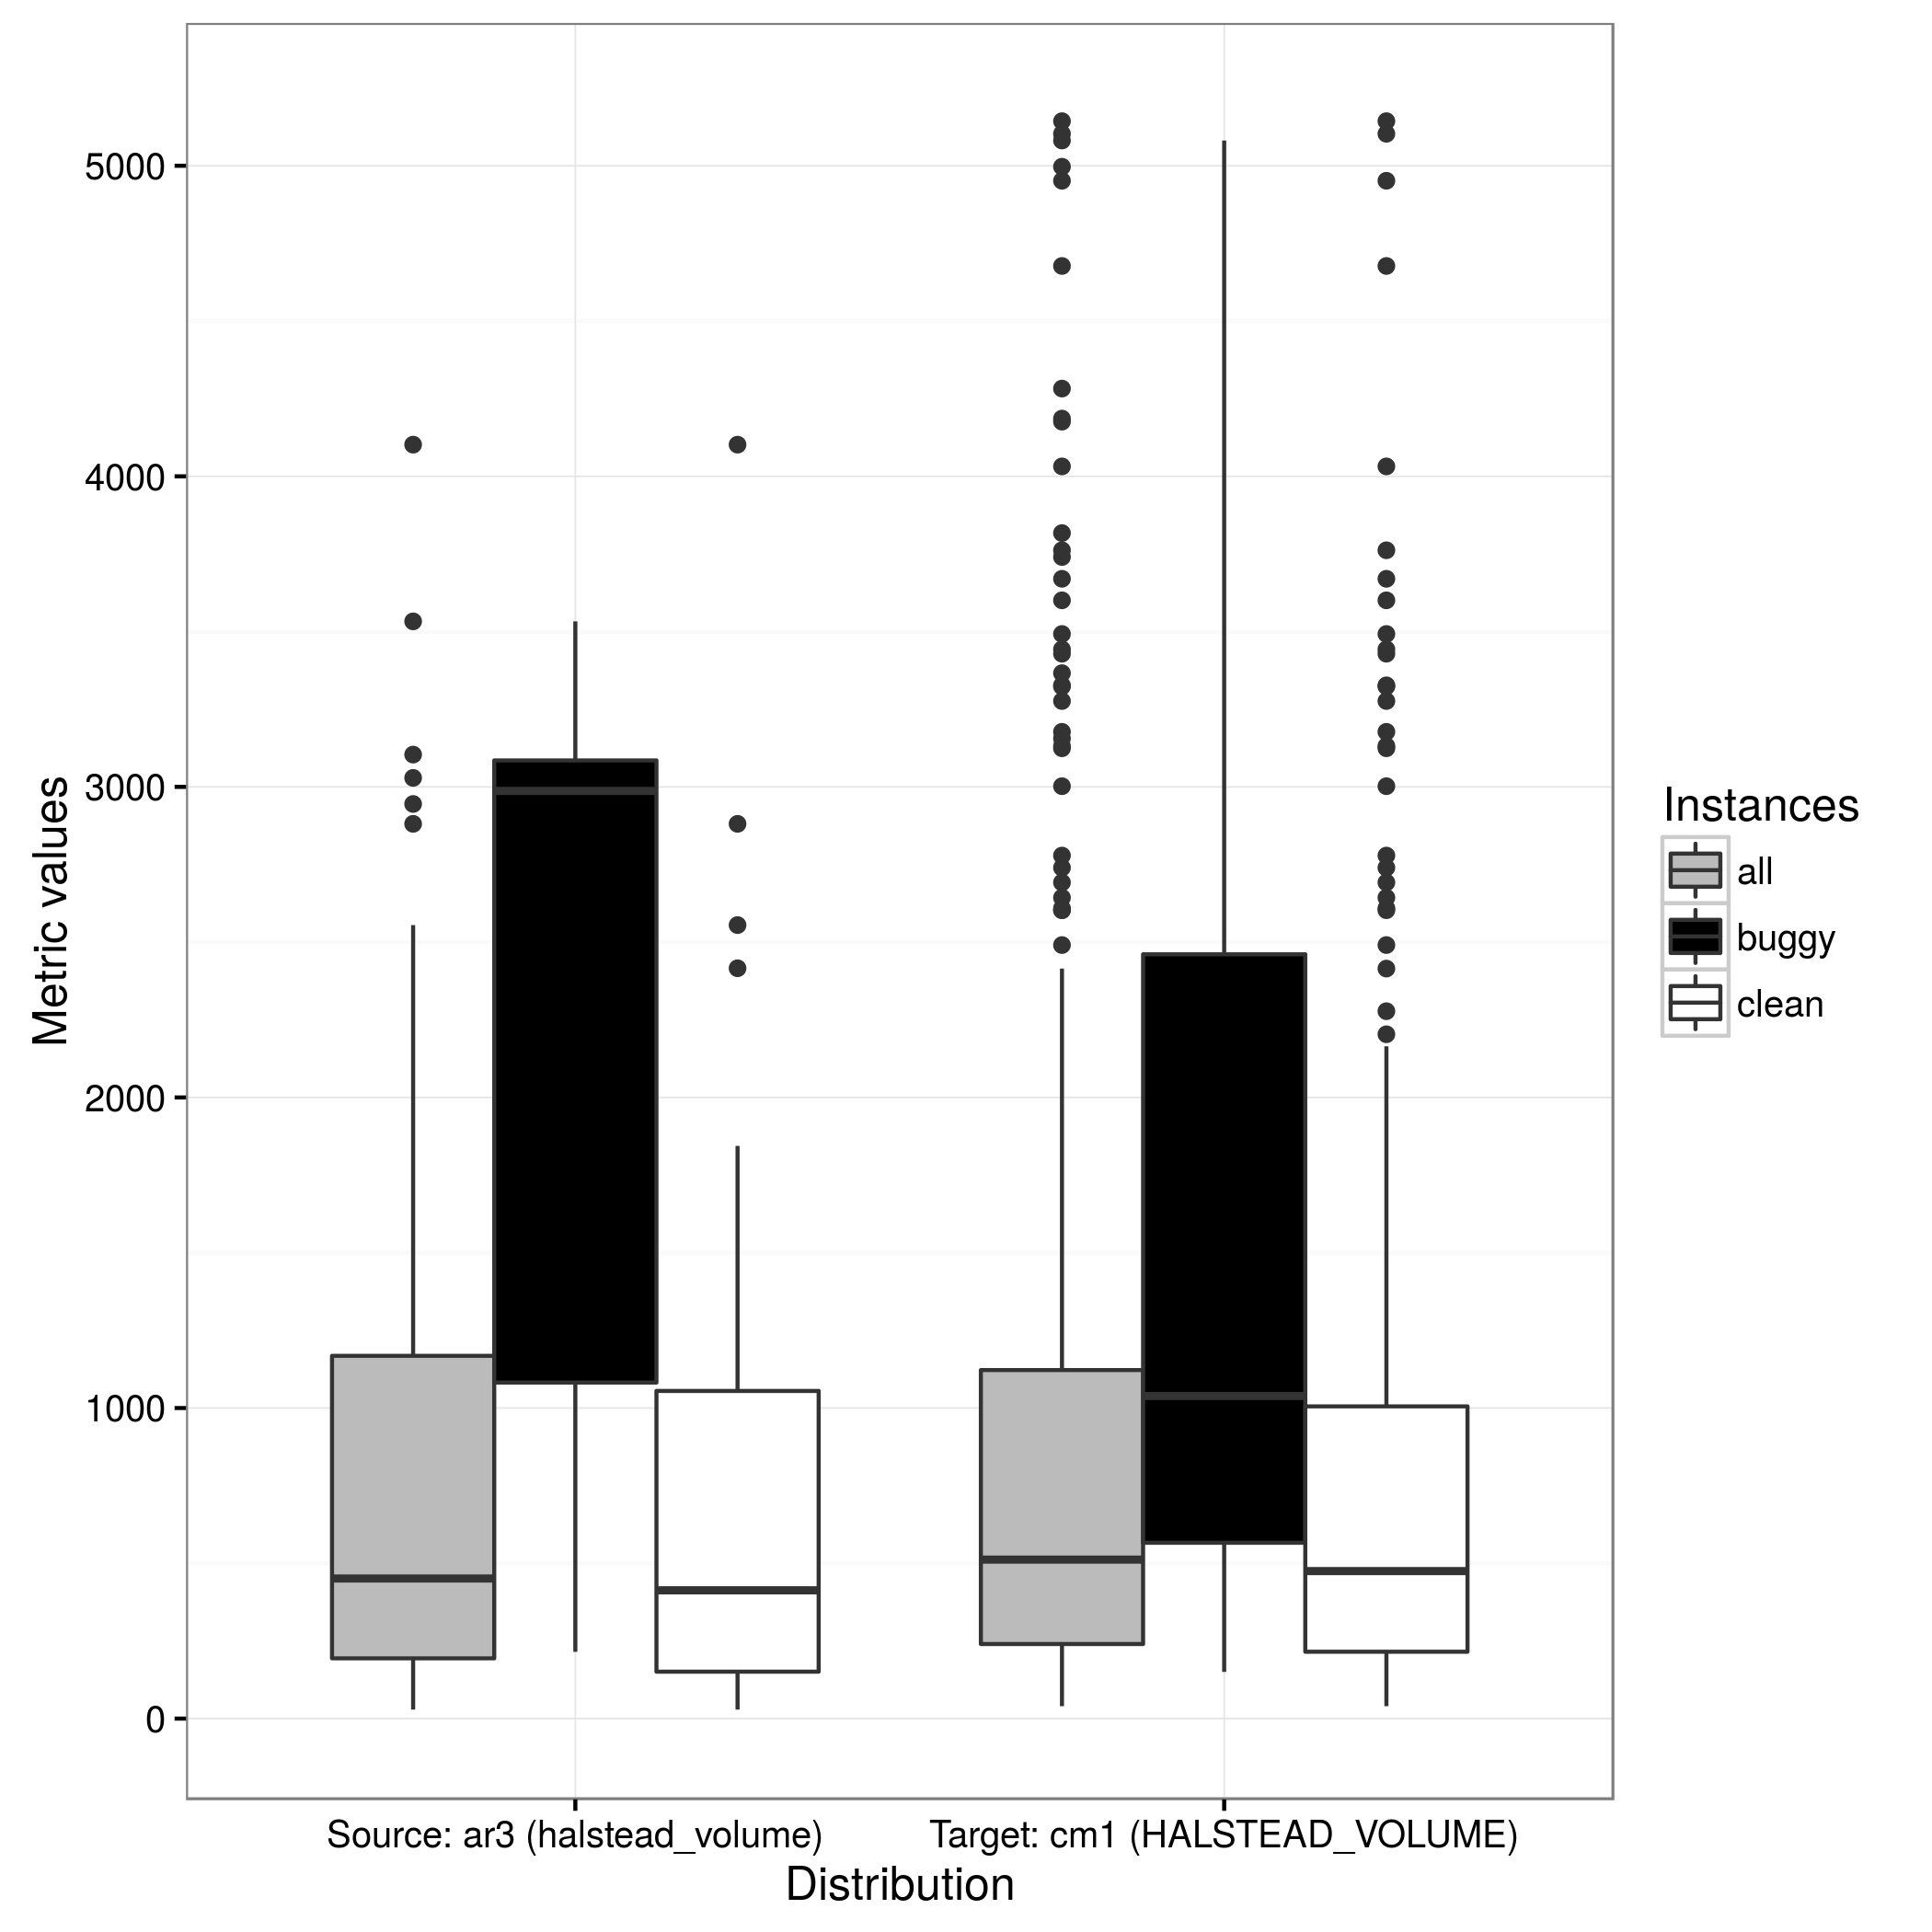 5000
4000
3000
2000
1000
0
Metric values
Source: ar3 (halstead_volume)
Target: cm1 (HALSTEAD_VOLUME)
Distribution
Instances
all
buggy
clean